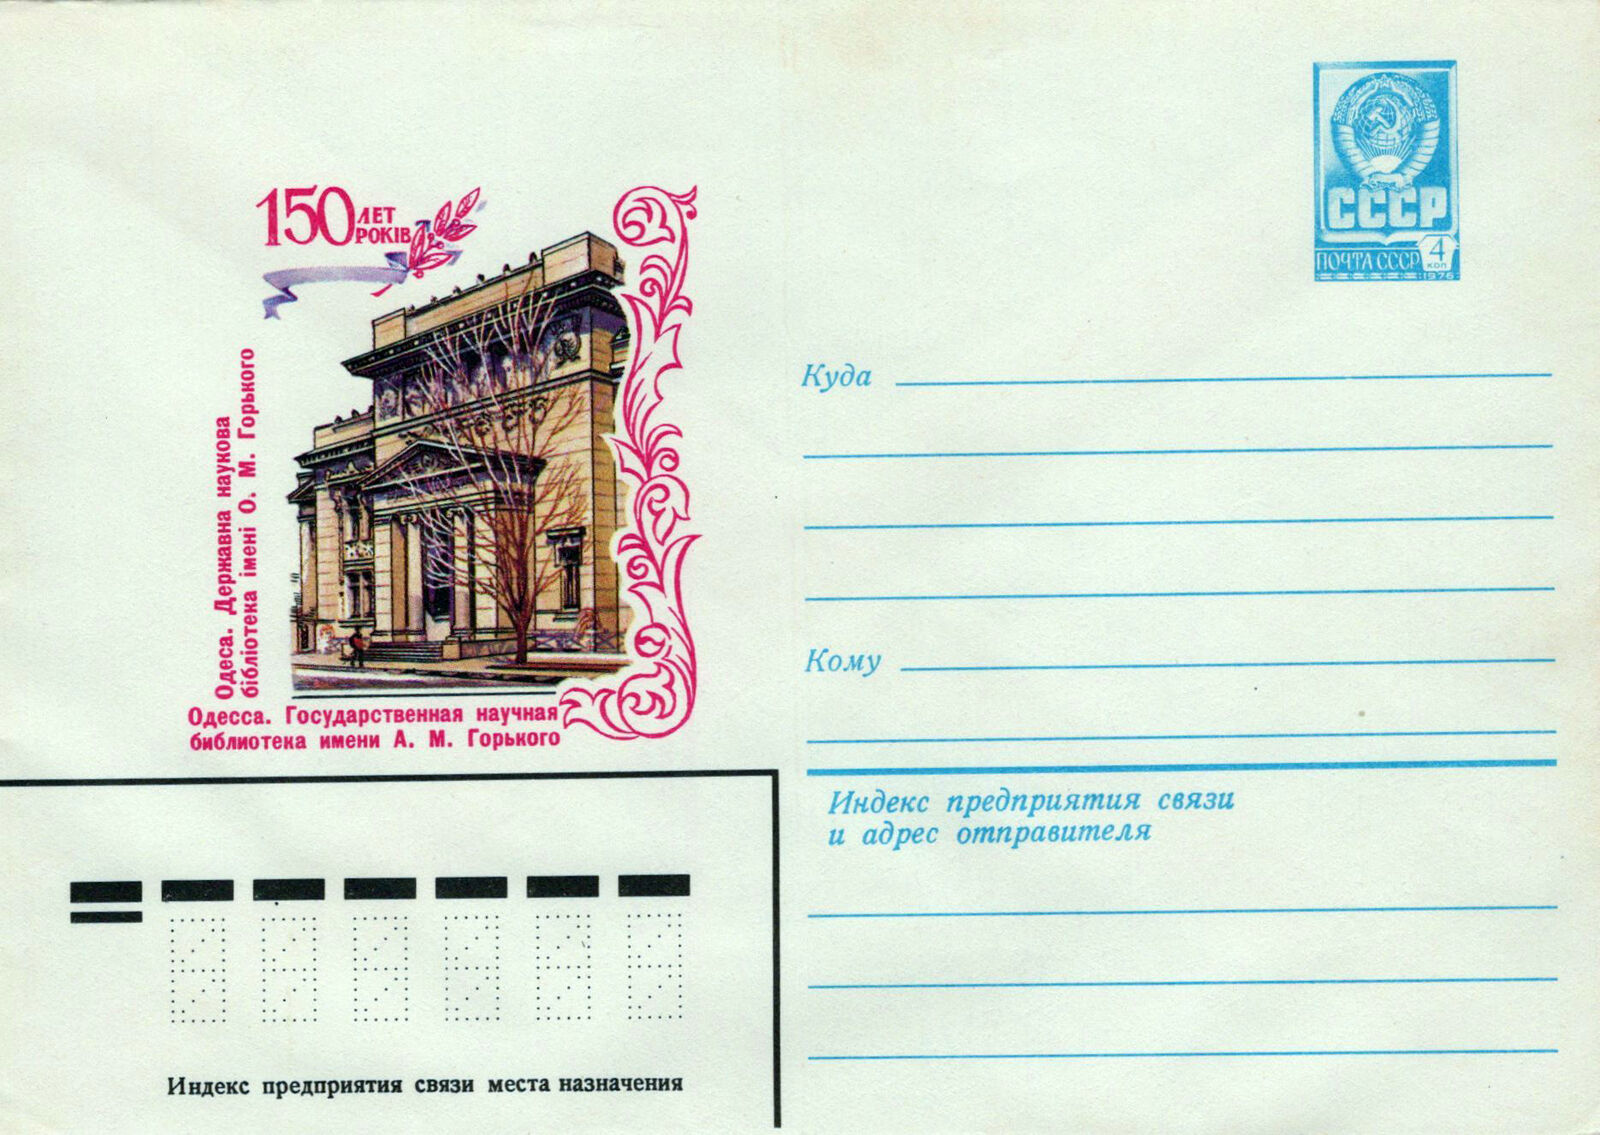 150 ЛЕТ
РОКІВ
Одеса. Державна наукова
бібліотека імені О. М. Горького
Одесса. Государственная научная
библиотека имени А. М. Горького
СССР
ПОЧТА СССР 4
КОП
1976
Куда
Кому
Индекс предприятия связи
и адрес отправителя
Индекс предприятия связи места назначения